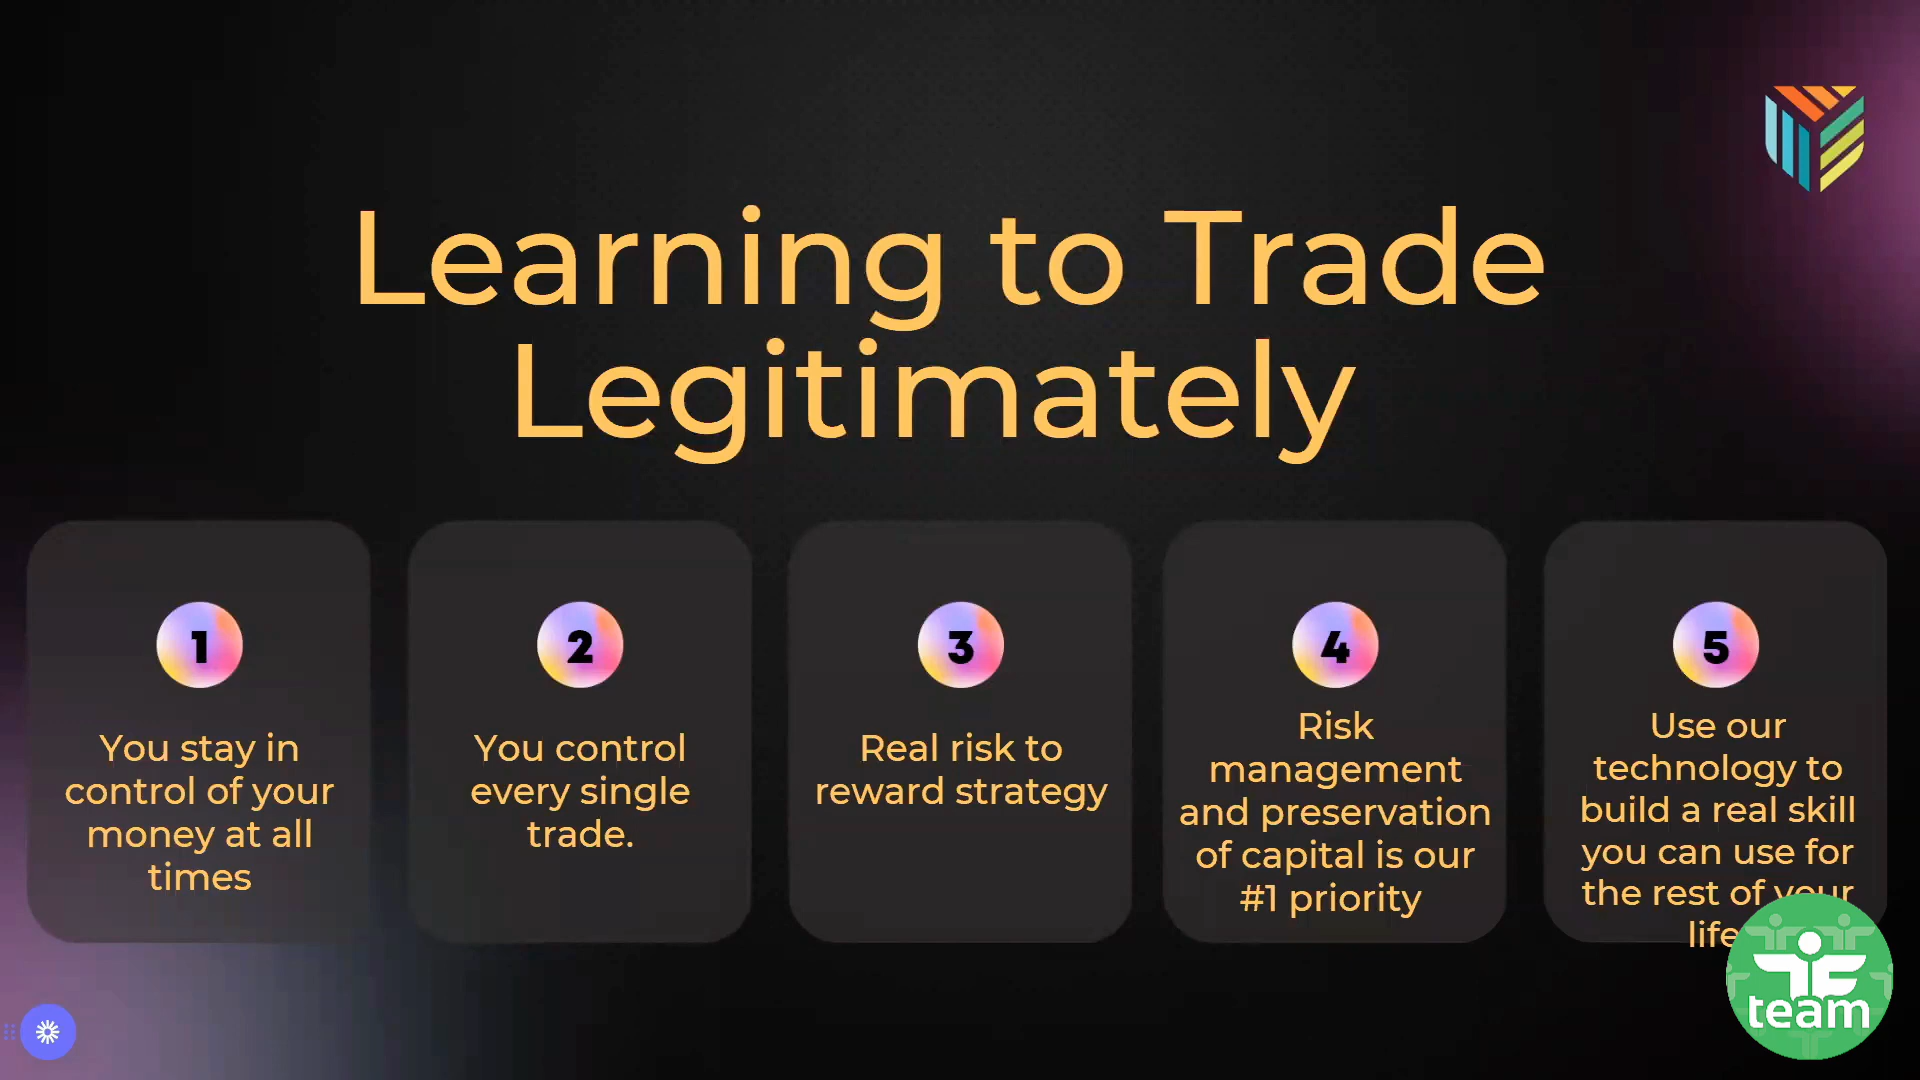 Learning to Trade
Legitimately
1
You stay in
control of your
money at all
times
2
You control
every single
trade.
3
Real risk to
reward strategy
4
Risk
management
and preservation
of capital is our
#1 priority
5
Use our
technology to
build a real skill
you can use for
the rest of your
life
team